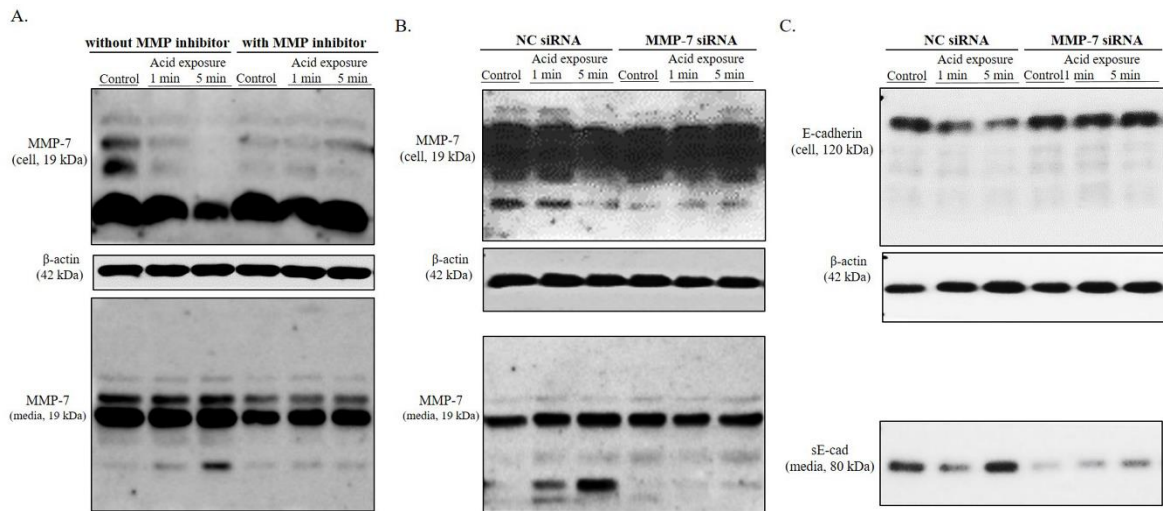 A.
without MMP inhibitor with MMP inhibitor
Acid exposure Acid exposure
Control 1 min 5 min Control 1 min 5 min
MMP-7
(cell, 19 kDa)
β-actin
(42 kDa)
MMP-7
(media, 19 kDa)
B.
NC siRNA MMP-7 siRNA
Acid exposure Acid exposure
Control 1 min 5 min Control 1 min 5 min
MMP-7
(cell, 19 kDa)
β-actin
(42 kDa)
MMP-7
(media, 19 kDa)
C.
NC siRNA MMP-7 siRNA
Acid exposure Acid exposure
Control 1 min 5 min Control 1 min 5 min
E-cadherin
(cell, 120 kDa)
β-actin
(42 kDa)
sE-cad
(media, 80 kDa)